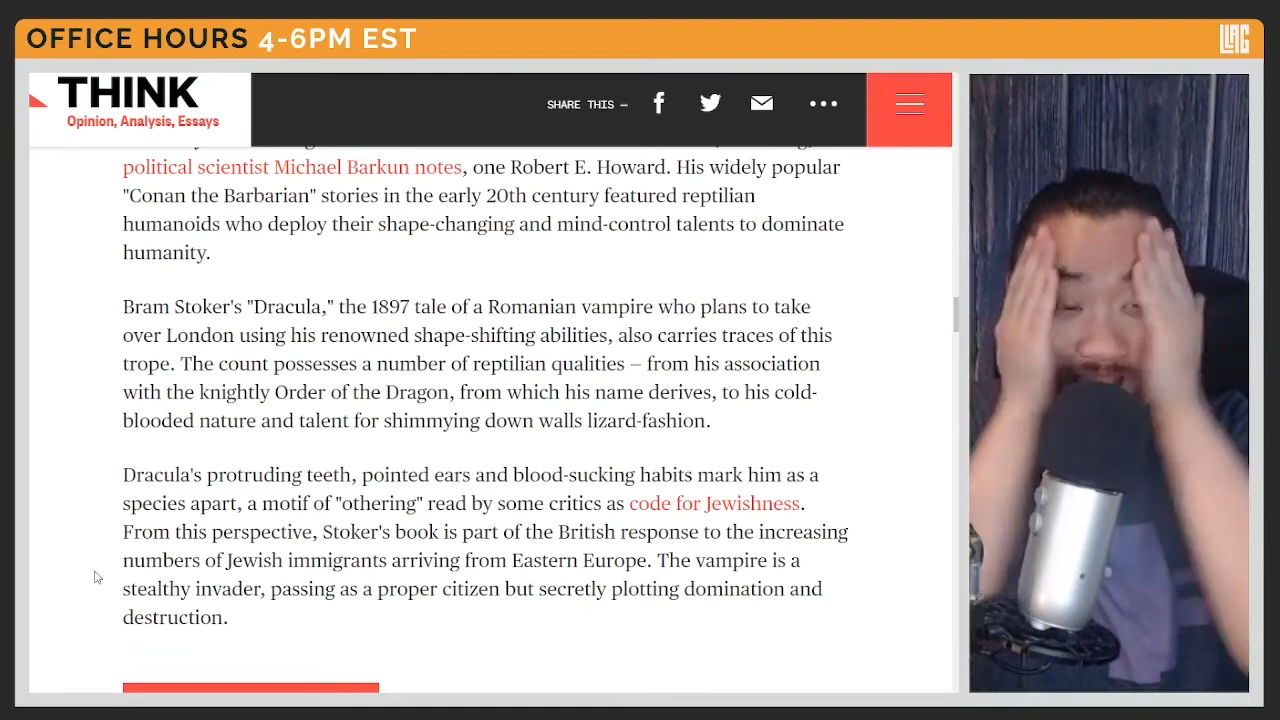 OFFICE HOURS 4-6PM EST
LLAG
THINK
Opinion, Analysis, Essays
SHARE THIS —
political scientist Michael Barkun notes, one Robert E. Howard. His widely popular
"Conan the Barbarian" stories in the early 20th century featured reptilian
humanoids who deploy their shape-changing and mind-control talents to dominate
humanity.
Bram Stoker's "Dracula," the 1897 tale of a Romanian vampire who plans to take
over London using his renowned shape-shifting abilities, also carries traces of this
trope. The count possesses a number of reptilian qualities — from his association
with the knightly Order of the Dragon, from which his name derives, to his cold-
blooded nature and talent for shimmying down walls lizard-fashion.
Dracula's protruding teeth, pointed ears and blood-sucking habits mark him as a
species apart, a motif of "othering" read by some critics as code for Jewishness.
From this perspective, Stoker's book is part of the British response to the increasing
numbers of Jewish immigrants arriving from Eastern Europe. The vampire is a
stealthy invader, passing as a proper citizen but secretly plotting domination and
destruction.